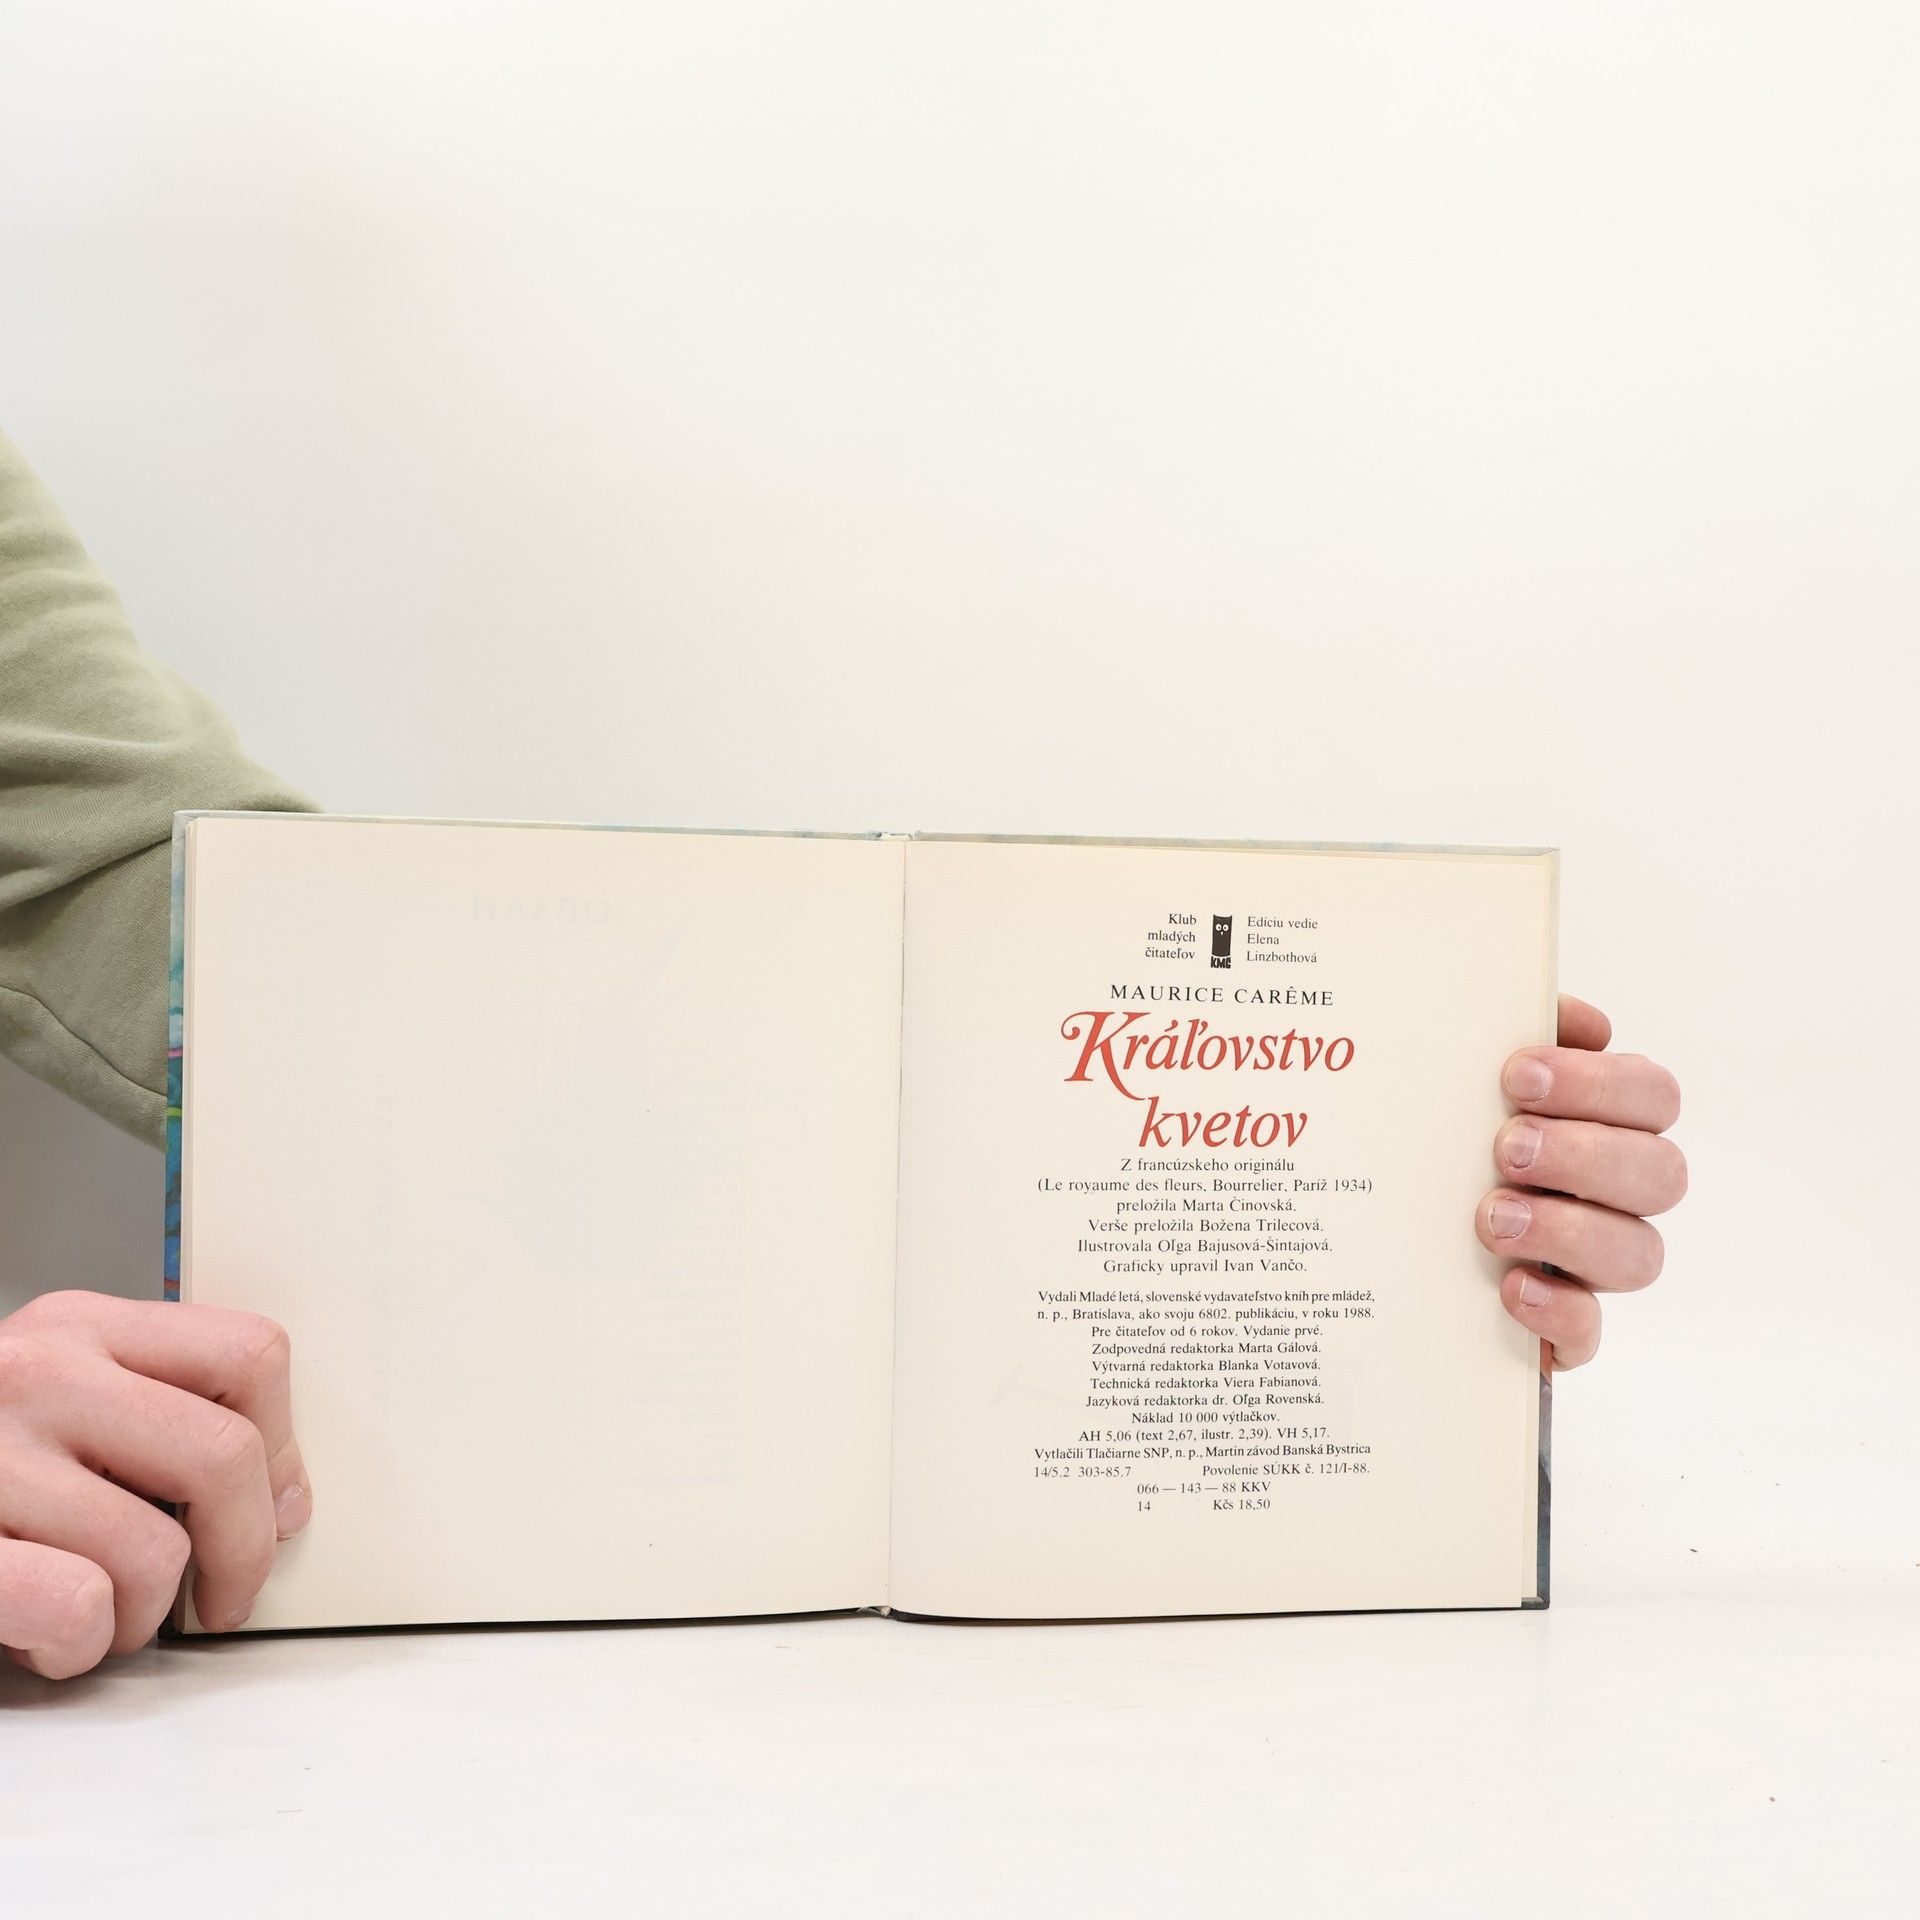 OBSAH
Klub
mladých
čitateľov
KMČ
Edíciu vedie
Elena
Linzbothová
MAURICE CARÊME
Kráľovstvo
kvetov
Z francúzskeho originálu
(Le royaume des fleurs, Bourrelier, Paríž 1934)
preložila Marta Činovská.
Verše preložila Božena Trilecová.
Ilustrovala Oľga Bajusová-Šintajová.
Graficky upravil Ivan Vančo.
Vydali Mladé letá, slovenské vydavateľstvo kníh pre mládež,
n. p., Bratislava, ako svoju 6802. publikáciu, v roku 1988.
Pre čitateľov od 6 rokov. Vydanie prvé.
Zodpovedná redaktorka Marta Gálová.
Výtvarná redaktorka Blanka Votavová.
Technická redaktorka Viera Fabianová.
Jazyková redaktorka dr. Oľga Rovenská.
Náklad 10 000 výtlačkov.
AH 5,06 (text 2,67, ilustr. 2,39). VH 5,17.
Vytlačili Tlačiarne SNP, n. p., Martin závod Banská Bystrica
14/5.2 303-85.7 Povolenie SÚKK č. 121/I-88.
066 — 143 — 88 KKV
14 Kčs 18,50